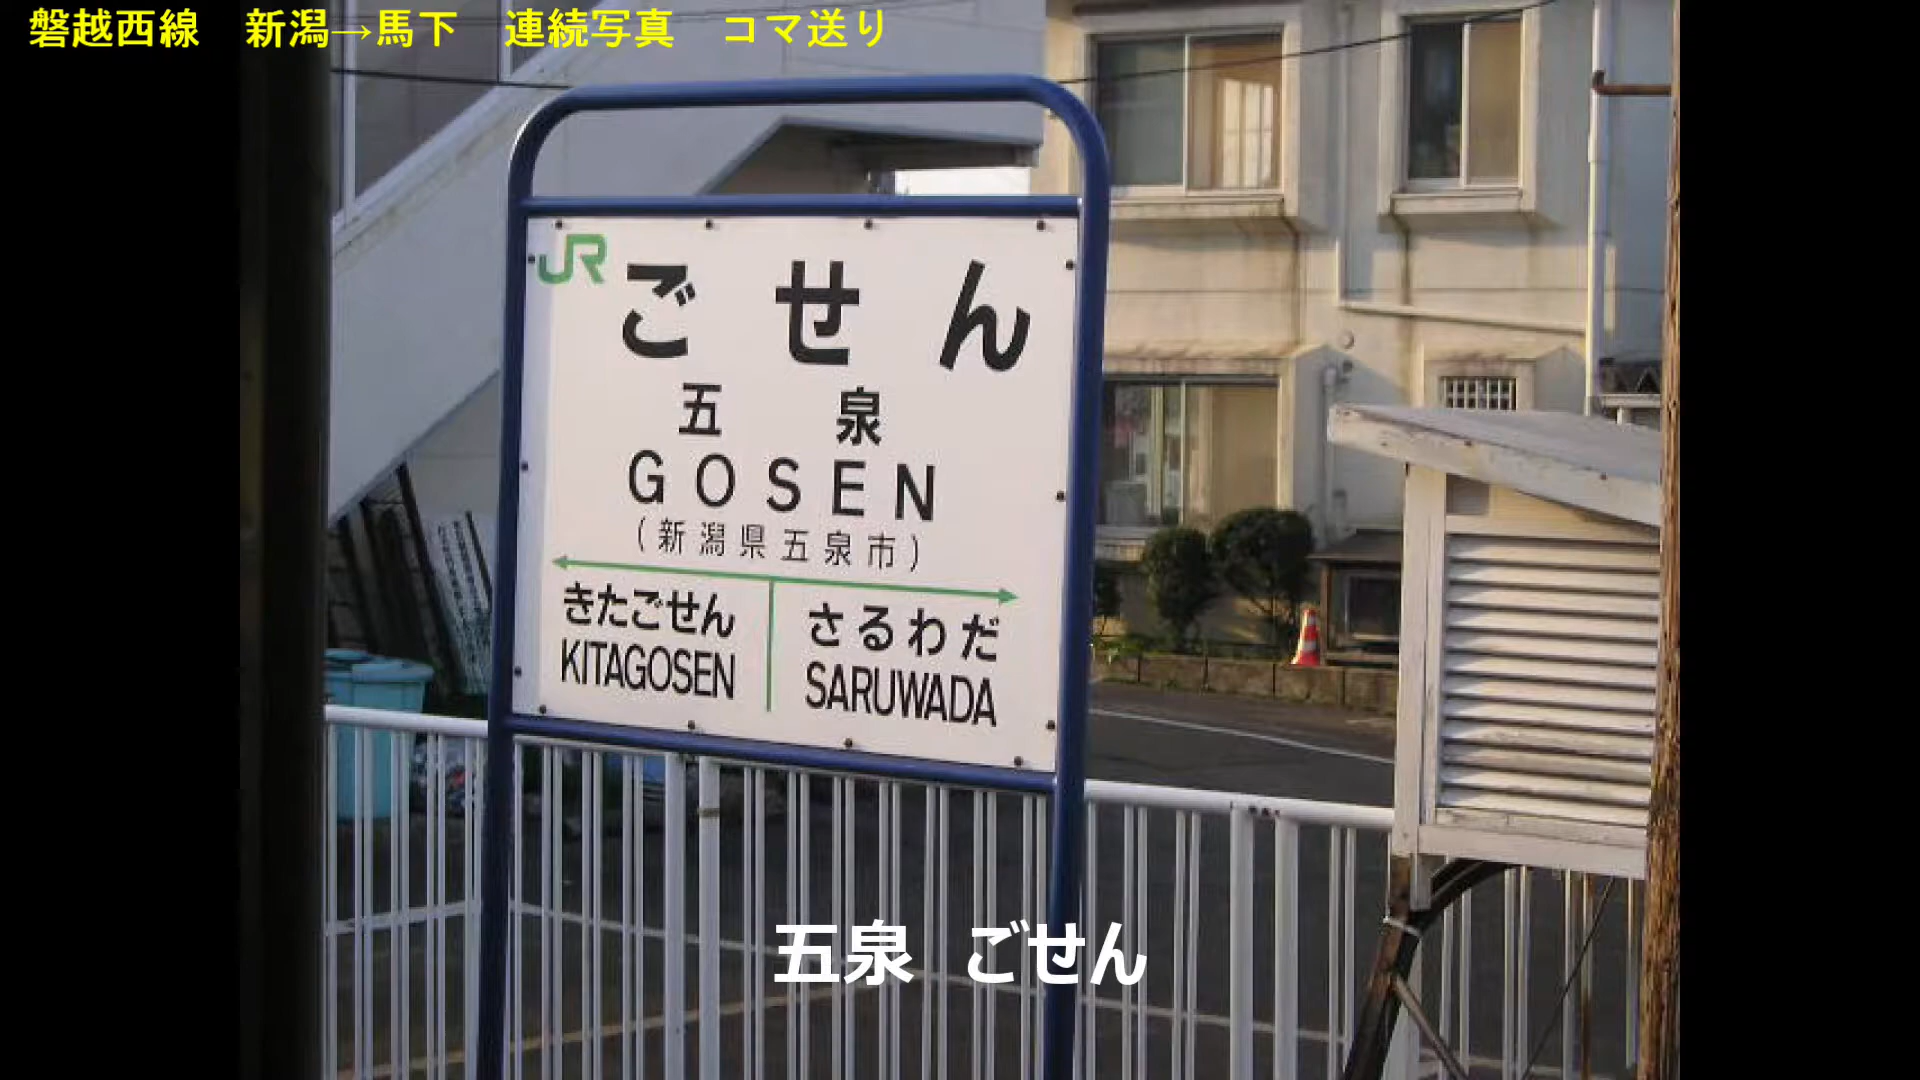 磐越西線　新潟→馬下　連続写真　コマ送り
JR
ごせん
五泉
GOSEN
(新潟県五泉市)
きたごせん さるわだ
KITAGOSEN SARUWADA
五泉 ごせん